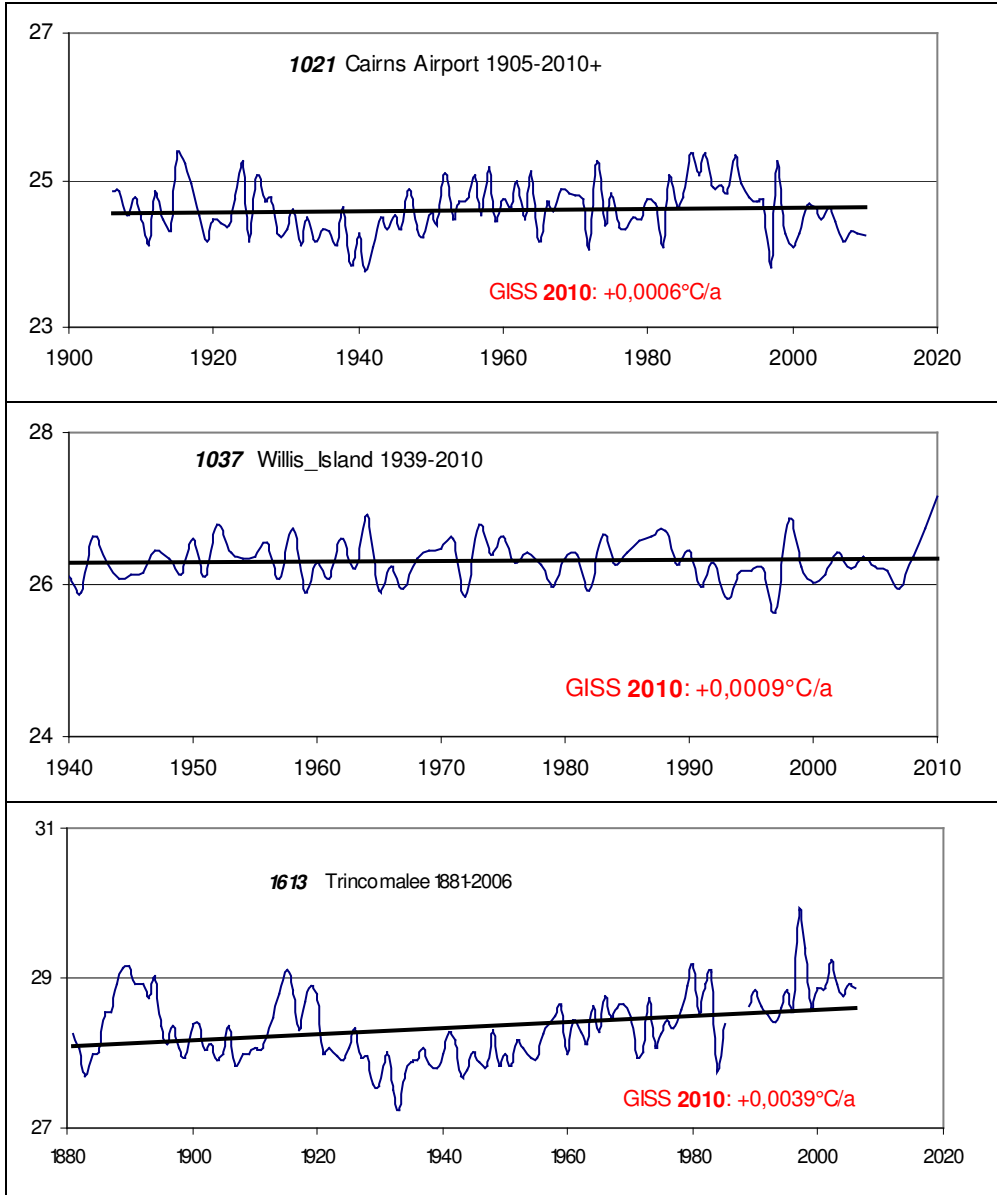 27
1021 Cairns Airport 1905-2010+
25
GISS 2010: +0,0006°C/a
23
1900 1920 1940 1960 1980 2000 2020
28
1037 Willis_Island 1939-2010
26
GISS 2010: +0,0009°C/a
24
1940 1950 1960 1970 1980 1990 2000 2010
31
1613 Trincomalee 1881-2006
29
GISS 2010: +0,0039°C/a
27
1880 1900 1920 1940 1960 1980 2000 2020